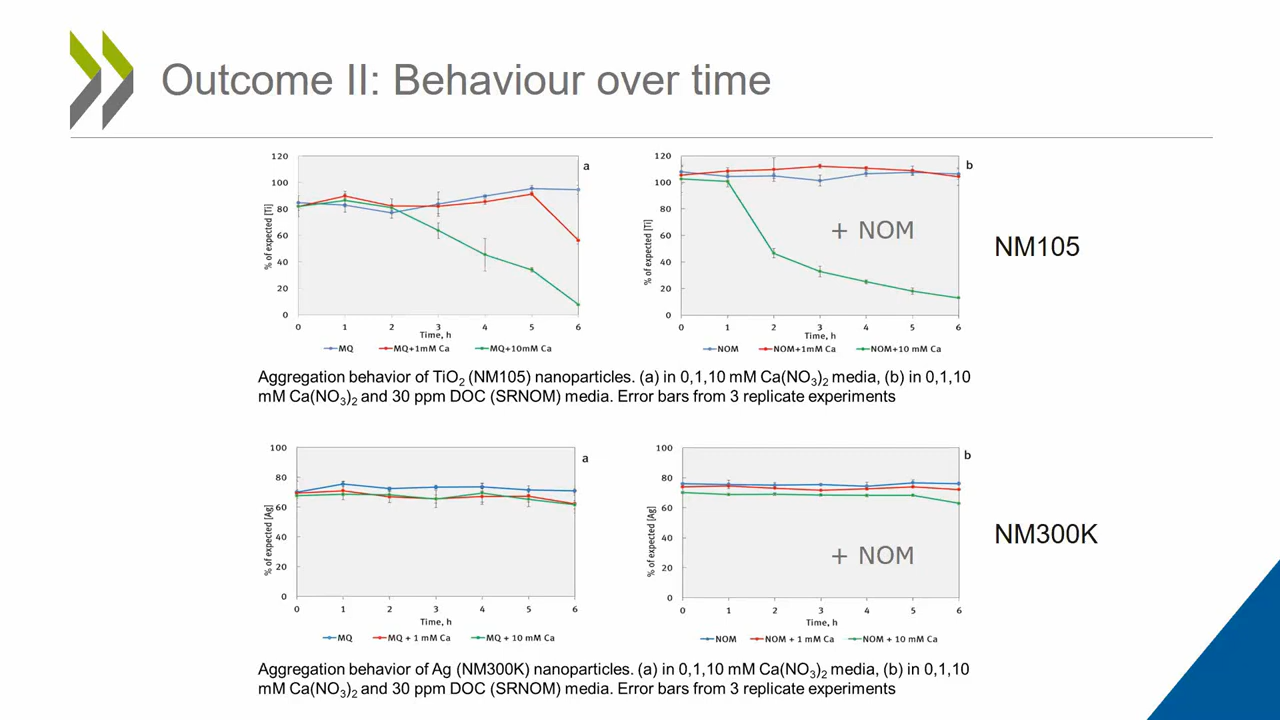 Outcome II: Behaviour over time
120
100
80
60
40
20
0
% of expected [Ti]
0 1 2 3 4 5 6
Time, h
MQ MQ+1mM Ca MQ+10mM Ca
a
120
100
80
60
40
20
0
% of expected [Ti]
+ NOM
0 1 2 3 4 5 6
Time, h
NOM NOM+1mM Ca NOM+10 mM Ca
b
NM105
Aggregation behavior of TiO₂ (NM105) nanoparticles. (a) in 0,1,10 mM Ca(NO₃)₂ media, (b) in 0,1,10
mM Ca(NO₃)₂ and 30 ppm DOC (SRNOM) media. Error bars from 3 replicate experiments
100
80
60
40
20
0
% of expected [Ag]
0 1 2 3 4 5 6
Time, h
MQ MQ + 1 mM Ca MQ + 10 mM Ca
a
100
80
60
40
20
0
% of expected [Ag]
+ NOM
0 1 2 3 4 5 6
Time, h
NOM NOM + 1 mM Ca NOM + 10 mM Ca
b
NM300K
Aggregation behavior of Ag (NM300K) nanoparticles. (a) in 0,1,10 mM Ca(NO₃)₂ media, (b) in 0,1,10
mM Ca(NO₃)₂ and 30 ppm DOC (SRNOM) media. Error bars from 3 replicate experiments